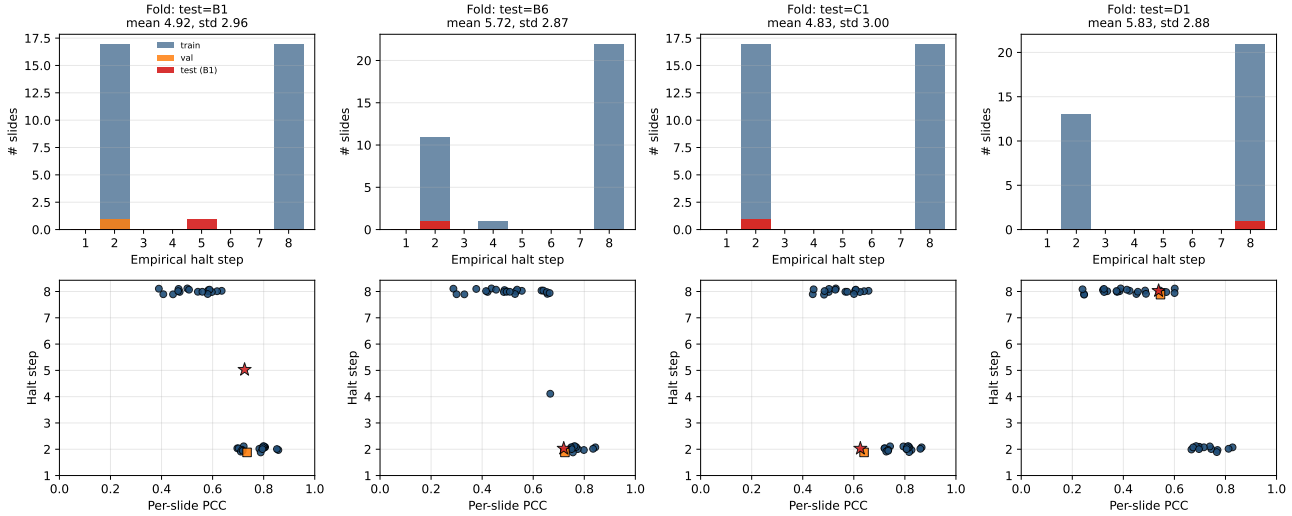 Fold: test=B1
mean 4.92, std 2.96
Fold: test=B6
mean 5.72, std 2.87
Fold: test=C1
mean 4.83, std 3.00
Fold: test=D1
mean 5.83, std 2.88
17.5
15.0
12.5
10.0
7.5
5.0
2.5
0.0
# slides
train
val
test (B1)
1 2 3 4 5 6 7 8
Empirical halt step
20
15
10
5
0
# slides
1 2 3 4 5 6 7 8
Empirical halt step
17.5
15.0
12.5
10.0
7.5
5.0
2.5
0.0
# slides
1 2 3 4 5 6 7 8
Empirical halt step
20
15
10
5
0
# slides
1 2 3 4 5 6 7 8
Empirical halt step
8
7
6
5
4
3
2
1
Halt step
0.0 0.2 0.4 0.6 0.8 1.0
Per-slide PCC
8
7
6
5
4
3
2
1
Halt step
0.0 0.2 0.4 0.6 0.8 1.0
Per-slide PCC
8
7
6
5
4
3
2
1
Halt step
0.0 0.2 0.4 0.6 0.8 1.0
Per-slide PCC
8
7
6
5
4
3
2
1
Halt step
0.0 0.2 0.4 0.6 0.8 1.0
Per-slide PCC